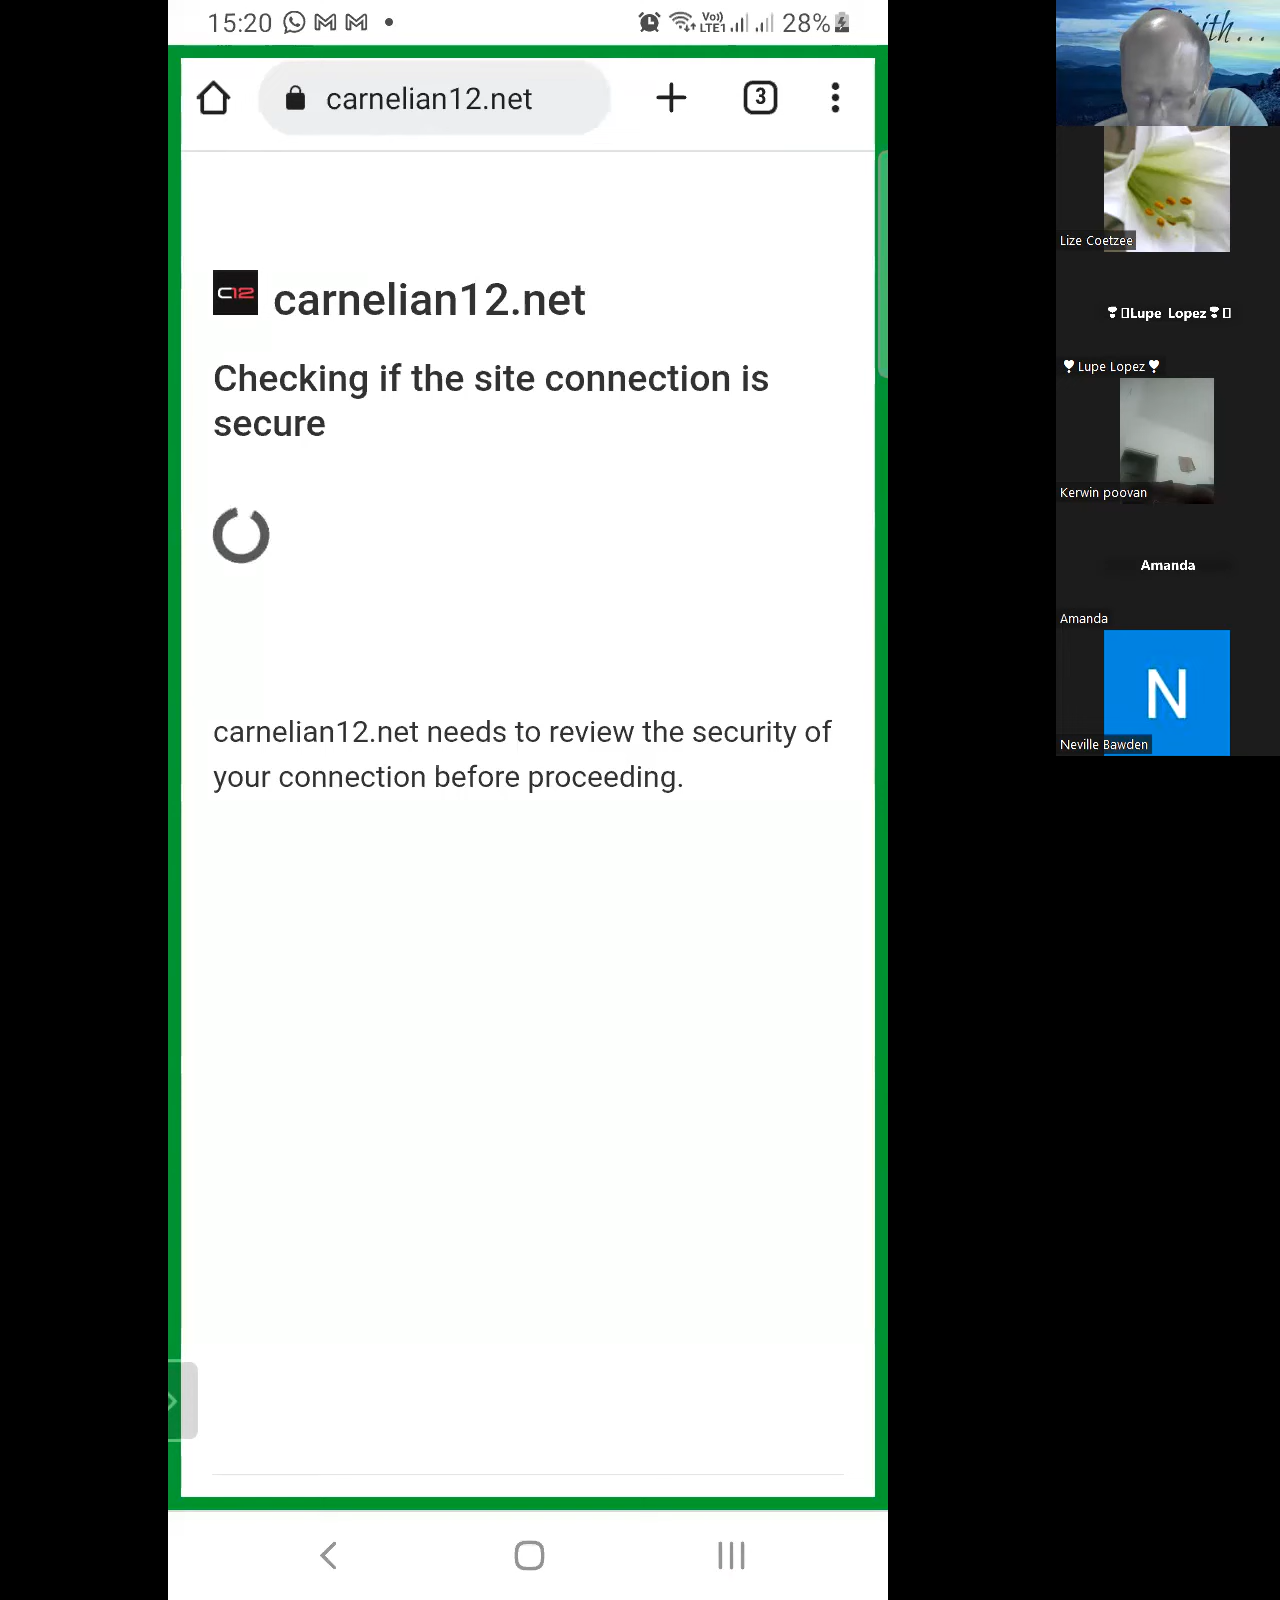 15:20
Vo)) LTE1
28%
carnelian12.net
3
C12
carnelian12.net
Checking if the site connection is
secure
carnelian12.net needs to review the security of
your connection before proceeding.
Lize Coetzee
Lupe Lopez
Lupe Lopez
Kerwin poovan
Amanda
Amanda
N
Neville Bawden